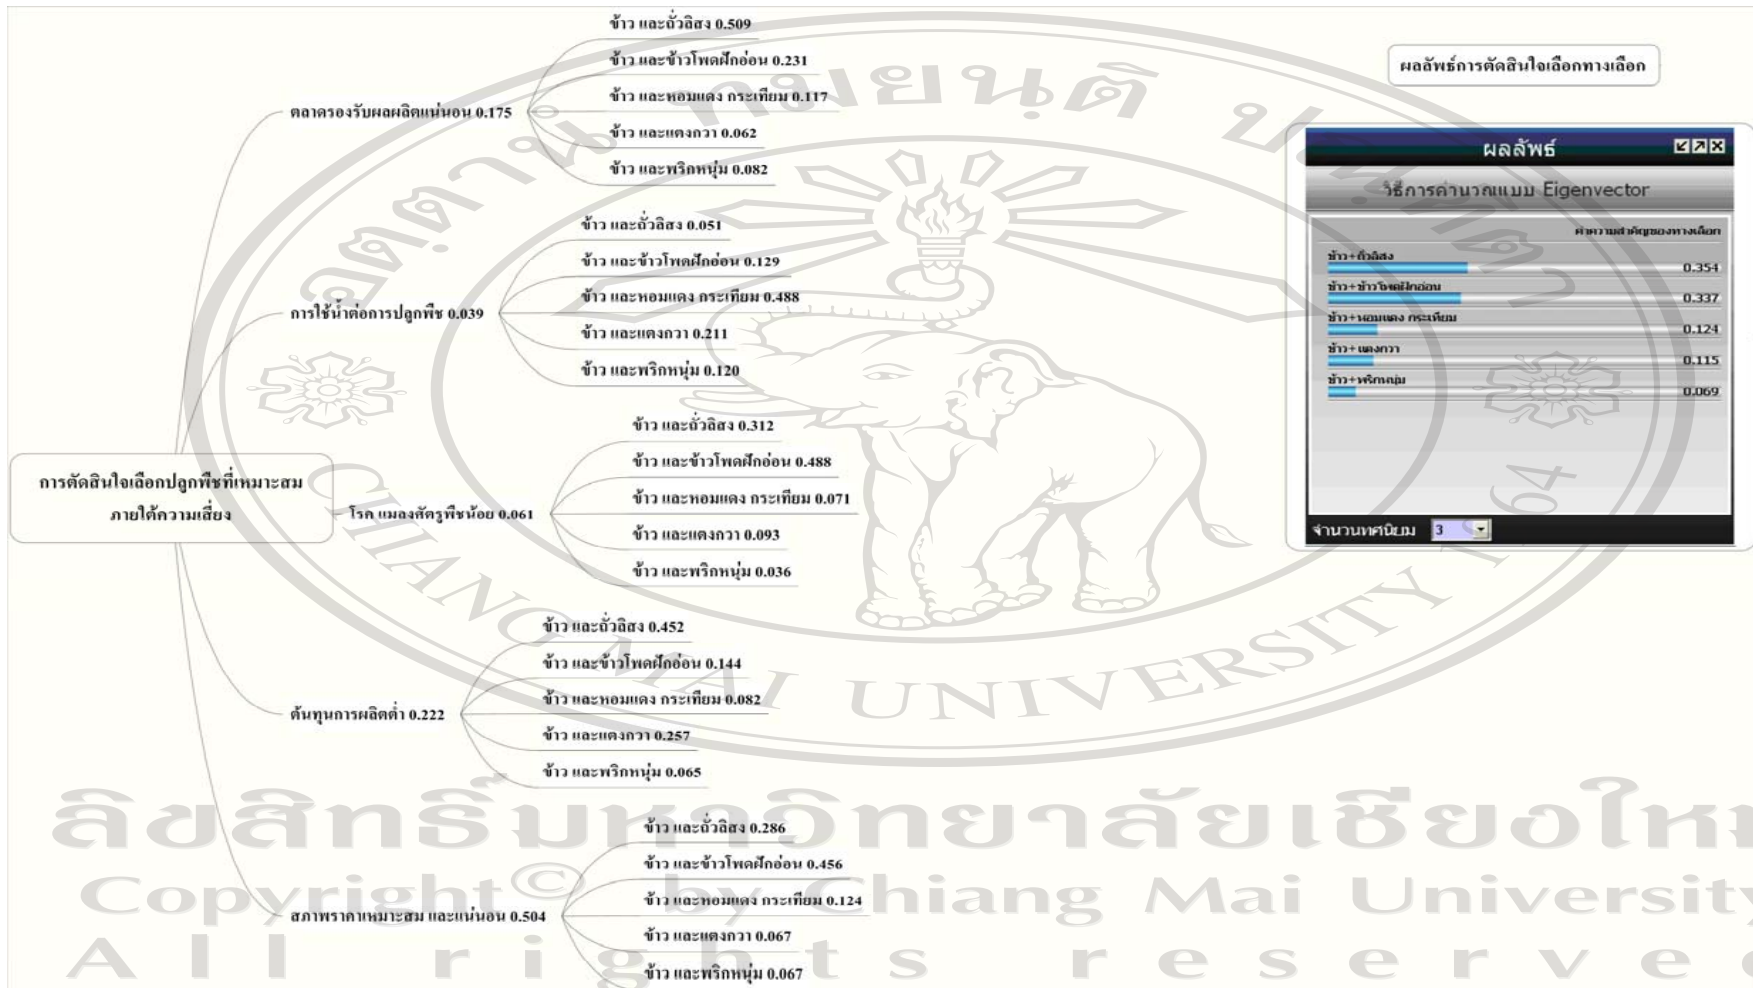 ข้าว และถั่วลิสง 0.509
ข้าว และข้าวโพดฝักอ่อน 0.231
ข้าว และหอมแดง กระเทียม 0.117
ข้าว และแตงกวา 0.062
ข้าว และพริกหนุ่ม 0.082
ตลาดรองรับผลผลิตแน่นอน 0.175
ข้าว และถั่วลิสง 0.051
ข้าว และข้าวโพดฝักอ่อน 0.129
ข้าว และหอมแดง กระเทียม 0.488
ข้าว และแตงกวา 0.211
ข้าว และพริกหนุ่ม 0.120
การใช้น้ำต่อการปลูกพืช 0.039
ข้าว และถั่วลิสง 0.312
ข้าว และข้าวโพดฝักอ่อน 0.488
ข้าว และหอมแดง กระเทียม 0.071
ข้าว และแตงกวา 0.093
ข้าว และพริกหนุ่ม 0.036
การตัดสินใจเลือกปลูกพืชที่เหมาะสม
ภายใต้ความเสี่ยง
โรค แมลงศัตรูพืชน้อย 0.061
ข้าว และถั่วลิสง 0.452
ข้าว และข้าวโพดฝักอ่อน 0.144
ข้าว และหอมแดง กระเทียม 0.082
ข้าว และแตงกวา 0.257
ข้าว และพริกหนุ่ม 0.065
ต้นทุนการผลิตต่ำ 0.222
ข้าว และถั่วลิสง 0.286
ข้าว และข้าวโพดฝักอ่อน 0.456
ข้าว และหอมแดง กระเทียม 0.124
ข้าว และแตงกวา 0.067
ข้าว และพริกหนุ่ม 0.067
สภาพราคาเหมาะสม และแน่นอน 0.504
ผลลัพธ์การตัดสินใจเลือกทางเลือก
ผลลัพธ์
วิธีการคำนวณแบบ Eigenvector
ค่าความสำคัญของทางเลือก
ข้าว+ถั่วลิสง
0.354
ข้าว+ข้าวโพดฝักอ่อน
0.337
ข้าว+หอมแดง กระเทียม
0.124
ข้าว+แตงกวา
0.115
ข้าว+พริกหนุ่ม
0.069
จำนวนทศนิยม 3
CHIANG MAI UNIVERSITY 1964
ลิขสิทธิ์มหาวิทยาลัยเชียงใหม
Copyright© by Chiang Mai University
All rights reserve